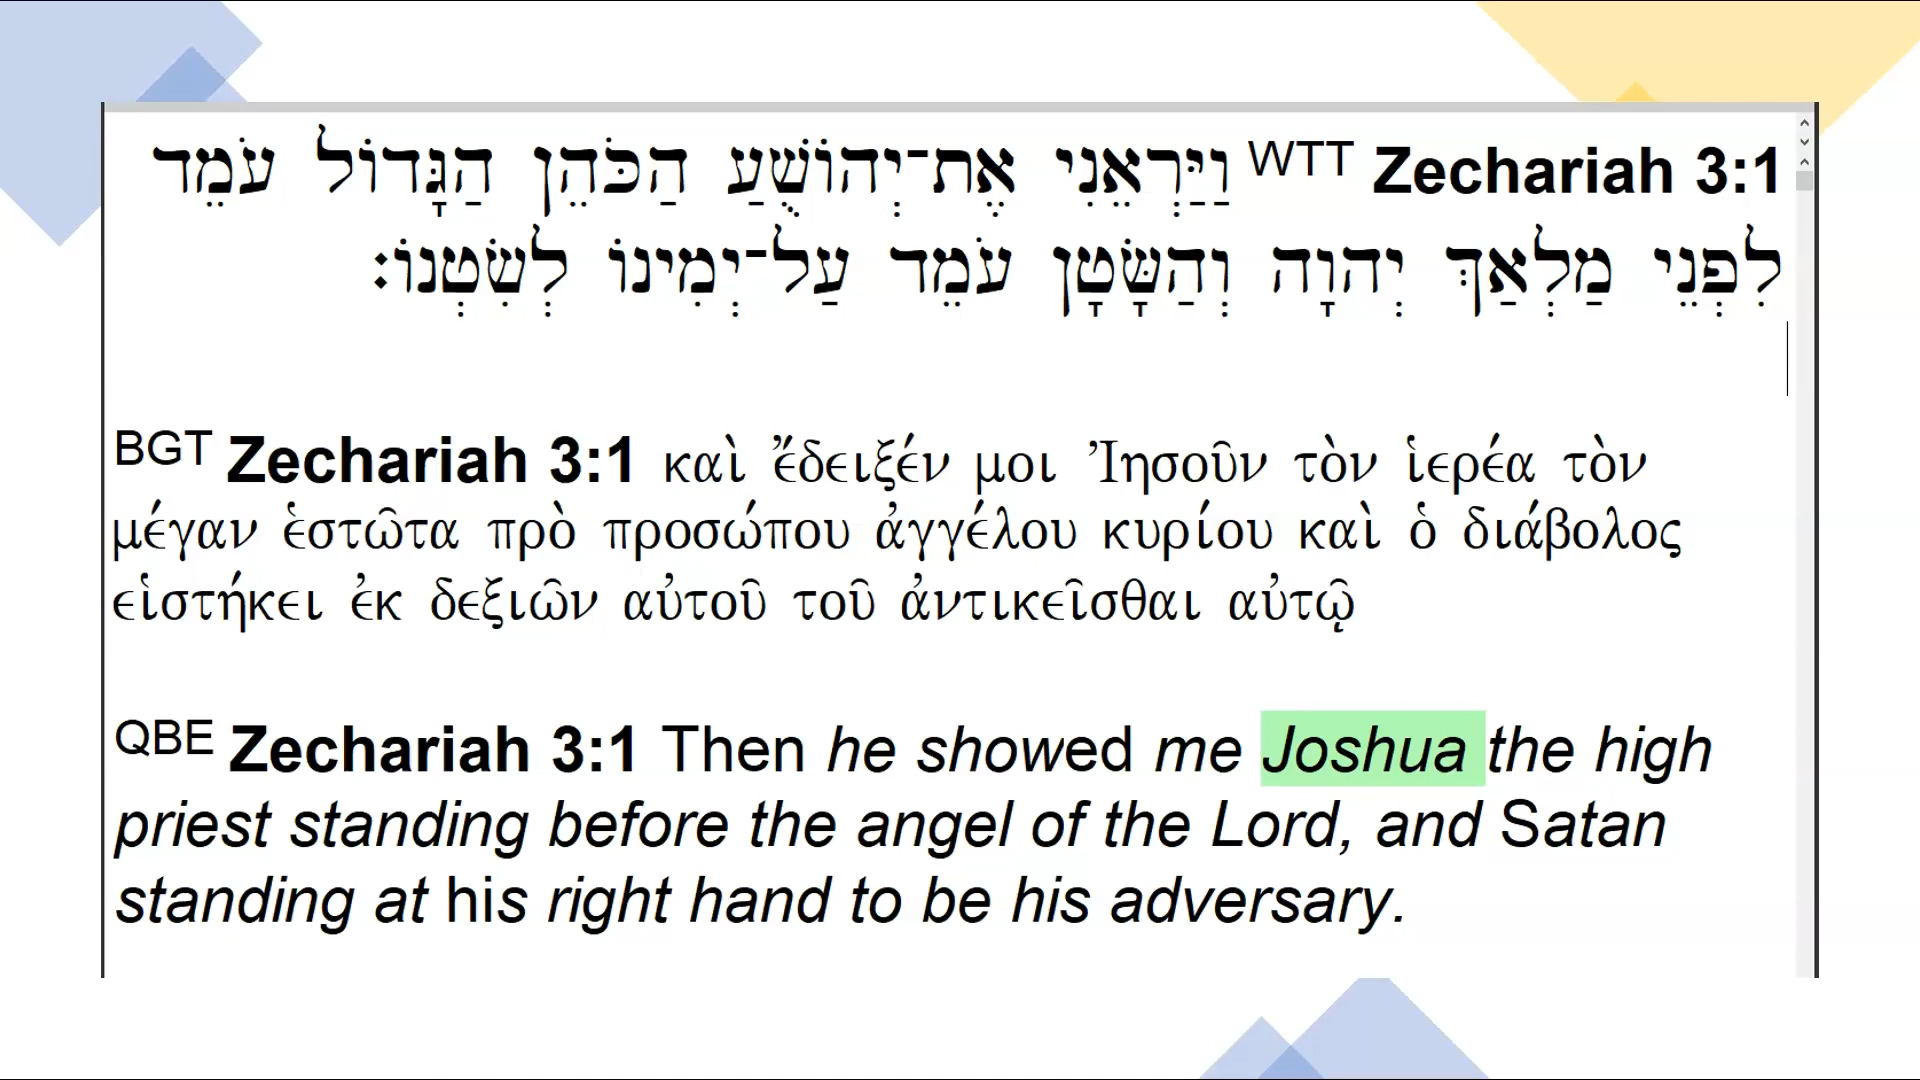 WTT Zechariah 3:1 וַיַּרְאֵנִי אֶת־יְהוֹשֻׁעַ הַכֹּהֵן הַגָּדוֹל עֹמֵד
לִפְנֵי מַלְאַךְ יְהוָה וְהַשָּׂטָן עֹמֵד עַל־יְמִינוֹ לְשִׂטְנוֹ׃
BGT Zechariah 3:1 καὶ ἔδειξέν μοι Ἰησοῦν τὸν ἱερέα τὸν
μέγαν ἑστῶτα πρὸ προσώπου ἀγγέλου κυρίου καὶ ὁ διάβολος
εἱστήκει ἐκ δεξιῶν αὐτοῦ τοῦ ἀντικεῖσθαι αὐτῷ
QBE Zechariah 3:1 Then he showed me Joshua the high
priest standing before the angel of the Lord, and Satan
standing at his right hand to be his adversary.